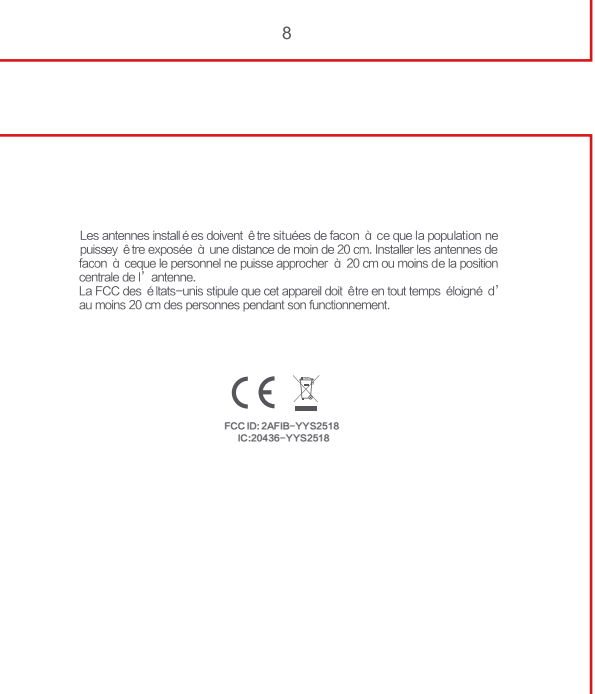 8
Les antennes installées doivent être situées de facon à ce que la population ne
puissey être exposée à une distance de moin de 20 cm. Installer les antennes de
facon à ceque le personnel ne puisse approcher à 20 cm ou moins de la position
centrale de l’antenne.
La FCC des éltats-unis stipule que cet appareil doit être en tout temps éloigné d’
au moins 20 cm des personnes pendant son functionnement.
CE
FCC ID: 2AFIB-YYS2518
IC:20436-YYS2518